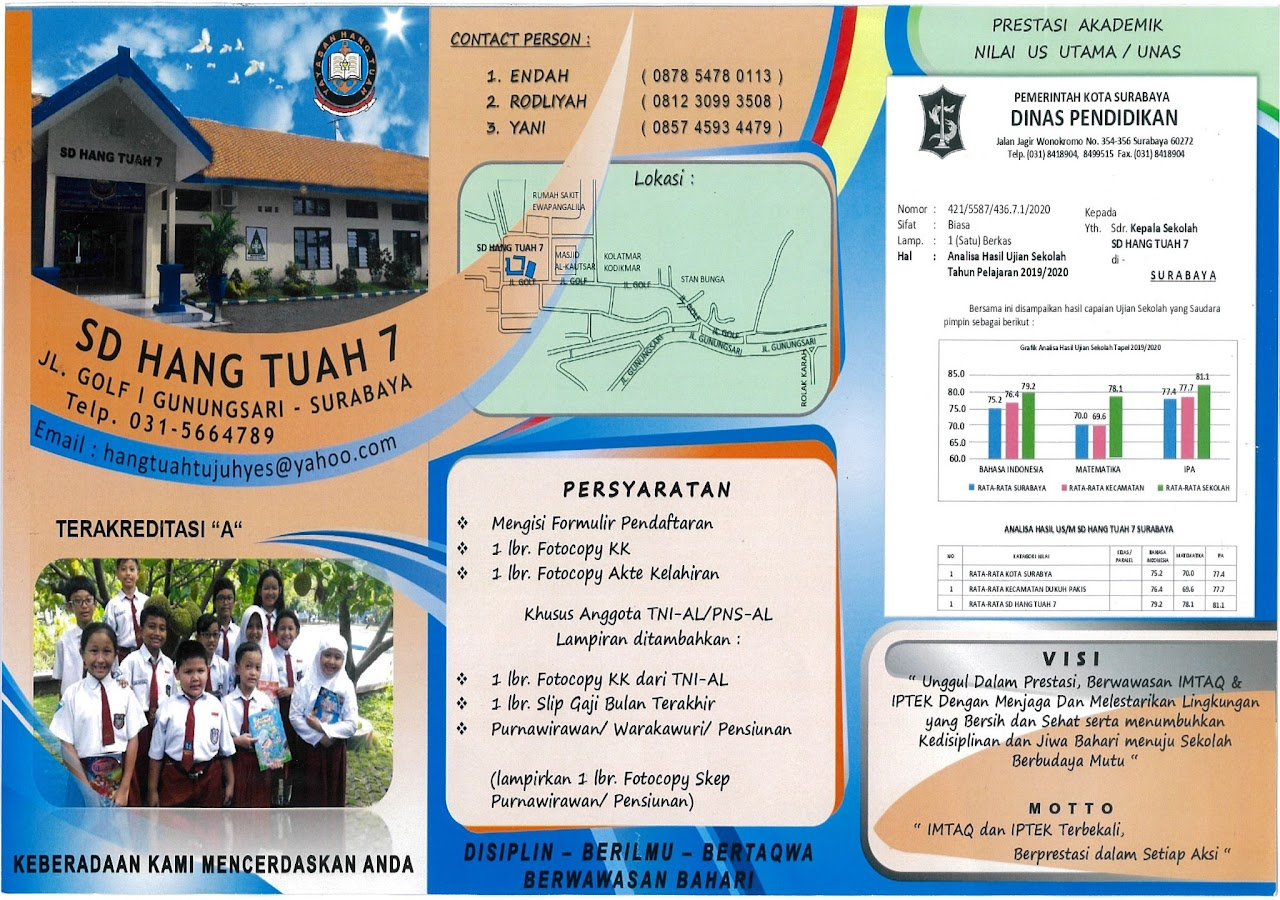 YAYASAN HANG TUAH
SD HANG TUAH 7
SD HANG TUAH 7
JL. GOLF I GUNUNGSARI - SURABAYA
Telp. 031-5664789
Email : hangtuahtujuhyes@yahoo.com
TERAKREDITASI “A“
KEBERADAAN KAMI MENCERDASKAN ANDA
CONTACT PERSON :
1. ENDAH ( 0878 5478 0113 )
2. RODLIYAH ( 0812 3099 3508 )
3. YANI ( 0857 4593 4479 )
Lokasi :
RUMAH SAKIT
EWAPANGALILA
SD HANG TUAH 7
MASJID
AL-KAUTSAR
KOLATMAR
KODIKMAR
STAN BUNGA
JL. GOLF
JL. GOLF
JL. GOLF
JL. GOLF
JL. GOLF
JL. GUNUNGSARI
JL. GUNUNGSARI
JL. GUNUNGSARI
ROLAK KARAH
PERSYARATAN
❖ Mengisi Formulir Pendaftaran
❖ 1 lbr. Fotocopy KK
❖ 1 lbr. Fotocopy Akte Kelahiran
Khusus Anggota TNI-AL/PNS-AL
Lampiran ditambahkan :
❖ 1 lbr. Fotocopy KK dari TNI-AL
❖ 1 lbr. Slip Gaji Bulan Terakhir
❖ Purnawirawan/ Warakawuri/ Pensiunan
(lampirkan 1 lbr. Fotocopy Skep
Purnawirawan/ Pensiunan)
DISIPLIN – BERILMU – BERTAQWA
BERWAWASAN BAHARI
PRESTASI AKADEMIK
NILAI US UTAMA / UNAS
PEMERINTAH KOTA SURABAYA
DINAS PENDIDIKAN
Jalan Jagir Wonokromo No. 354-356 Surabaya 60272
Telp. (031) 8418904, 8499515 Fax. (031) 8418904
Nomor : 421/5587/436.7.1/2020
Sifat : Biasa
Lamp. : 1 (Satu) Berkas
Hal : Analisa Hasil Ujian Sekolah
Tahun Pelajaran 2019/2020
Kepada
Yth. Sdr. Kepala Sekolah
SD HANG TUAH 7
di -
SURABAYA
Bersama ini disampaikan hasil capaian Ujian Sekolah yang Saudara
pimpin sebagai berikut :
Grafik Analisa Hasil Ujian Sekolah Tapel 2019/2020
85.0
80.0
75.0
70.0
65.0
60.0
75.2 76.4 79.2
70.0 69.6 78.1
77.4 77.7 81.1
BAHASA INDONESIA MATEMATIKA IPA
RATA-RATA SURABAYA RATA-RATA KECAMATAN RATA-RATA SEKOLAH
ANALISA HASIL US/M SD HANG TUAH 7 SURABAYA
NO KATAGORI NILAI KELAS/ PARALEL BAHASA INDONESIA MATEMATIKA IPA
1 RATA-RATA KOTA SURABYA 75.2 70.0 77.4
1 RATA-RATA KECAMATAN DUKUH PAKIS 76.4 69.6 77.7
1 RATA-RATA SD HANG TUAH 7 79.2 78.1 81.1
VISI
“ Unggul Dalam Prestasi, Berwawasan IMTAQ &
IPTEK Dengan Menjaga Dan Melestarikan Lingkungan
yang Bersih dan Sehat serta menumbuhkan
Kedisiplinan dan Jiwa Bahari menuju Sekolah
Berbudaya Mutu “
MOTTO
“ IMTAQ dan IPTEK Terbekali,
Berprestasi dalam Setiap Aksi “